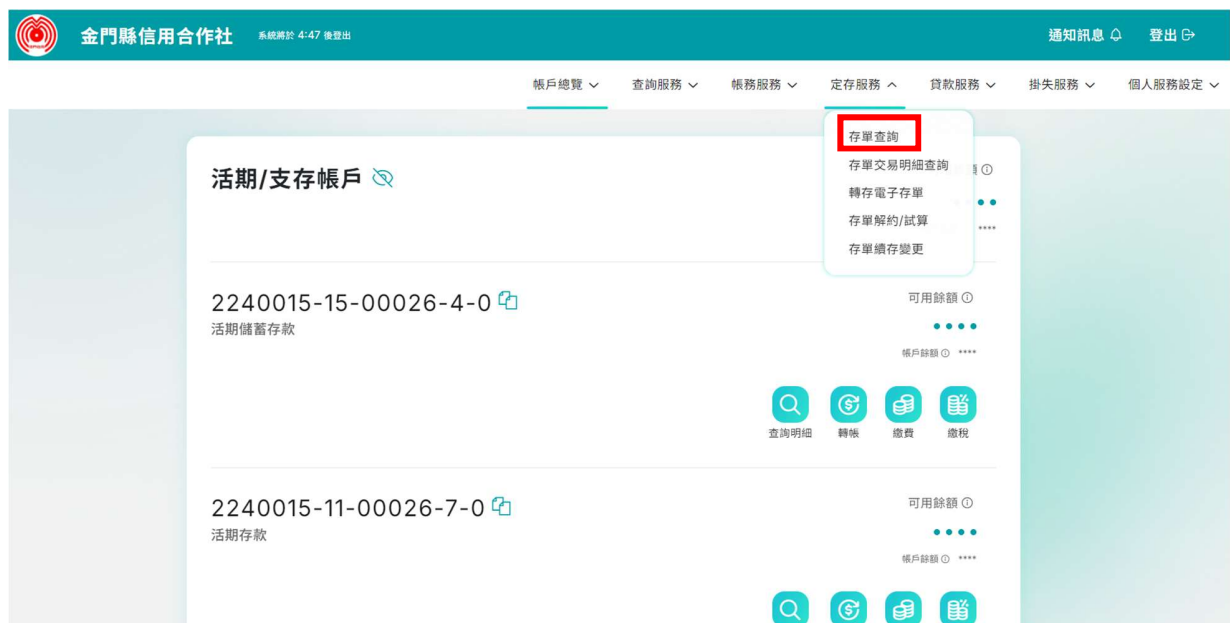 金門縣信用合作社
系統將於 4:47 後登出
通知訊息
登出
帳戶總覽
查詢服務
帳務服務
定存服務
貸款服務
掛失服務
個人服務設定
存單查詢
存單交易明細查詢
轉存電子存單
存單解約/試算
存單續存變更
活期/支存帳戶
••
****
2240015-15-00026-4-0
活期儲蓄存款
可用餘額
••••
帳戶餘額 ****
查詢明細
轉帳
繳費
繳稅
2240015-11-00026-7-0
活期存款
可用餘額
••••
帳戶餘額 ****